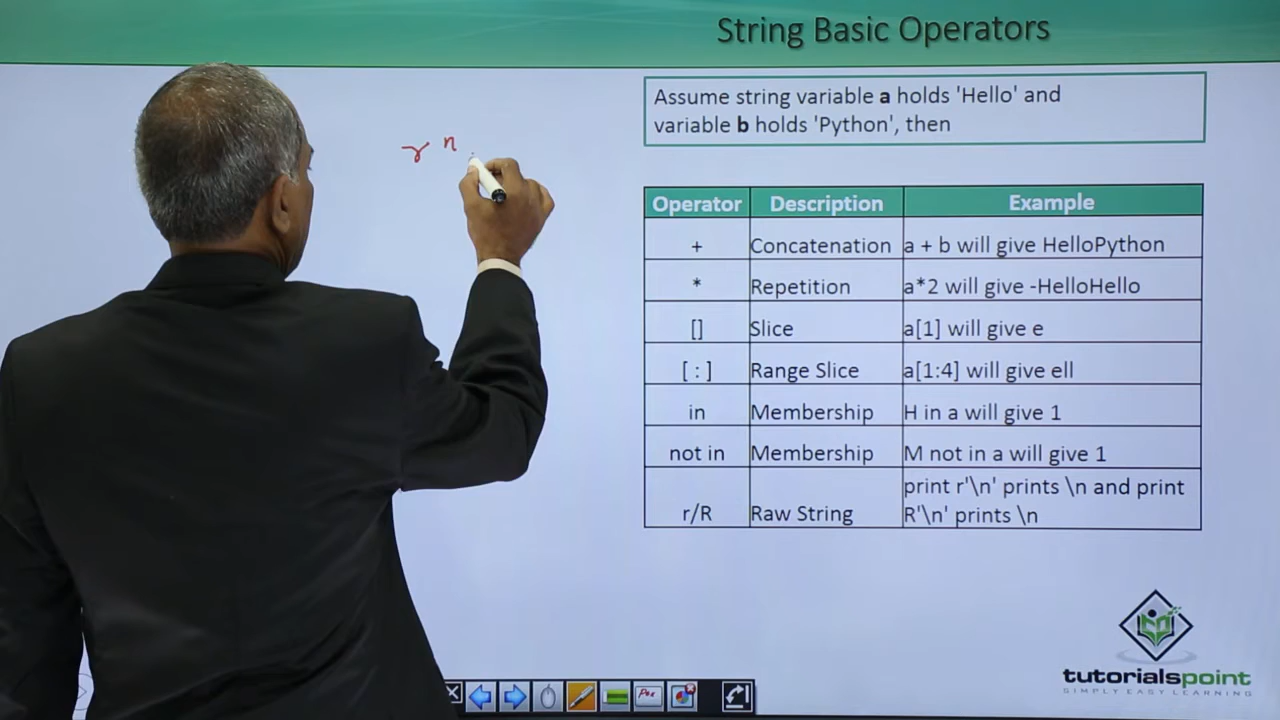 String Basic Operators
Assume string variable a holds 'Hello' and
variable b holds 'Python', then
r n
Operator Description Example
+ Concatenation a + b will give HelloPython
* Repetition a*2 will give -HelloHello
[] Slice a[1] will give e
[ : ] Range Slice a[1:4] will give ell
in Membership H in a will give 1
not in Membership M not in a will give 1
r/R Raw String print r'\n' prints \n and print
R'\n' prints \n
tutorialspoint
SIMPLY EASY LEARNING
Pen